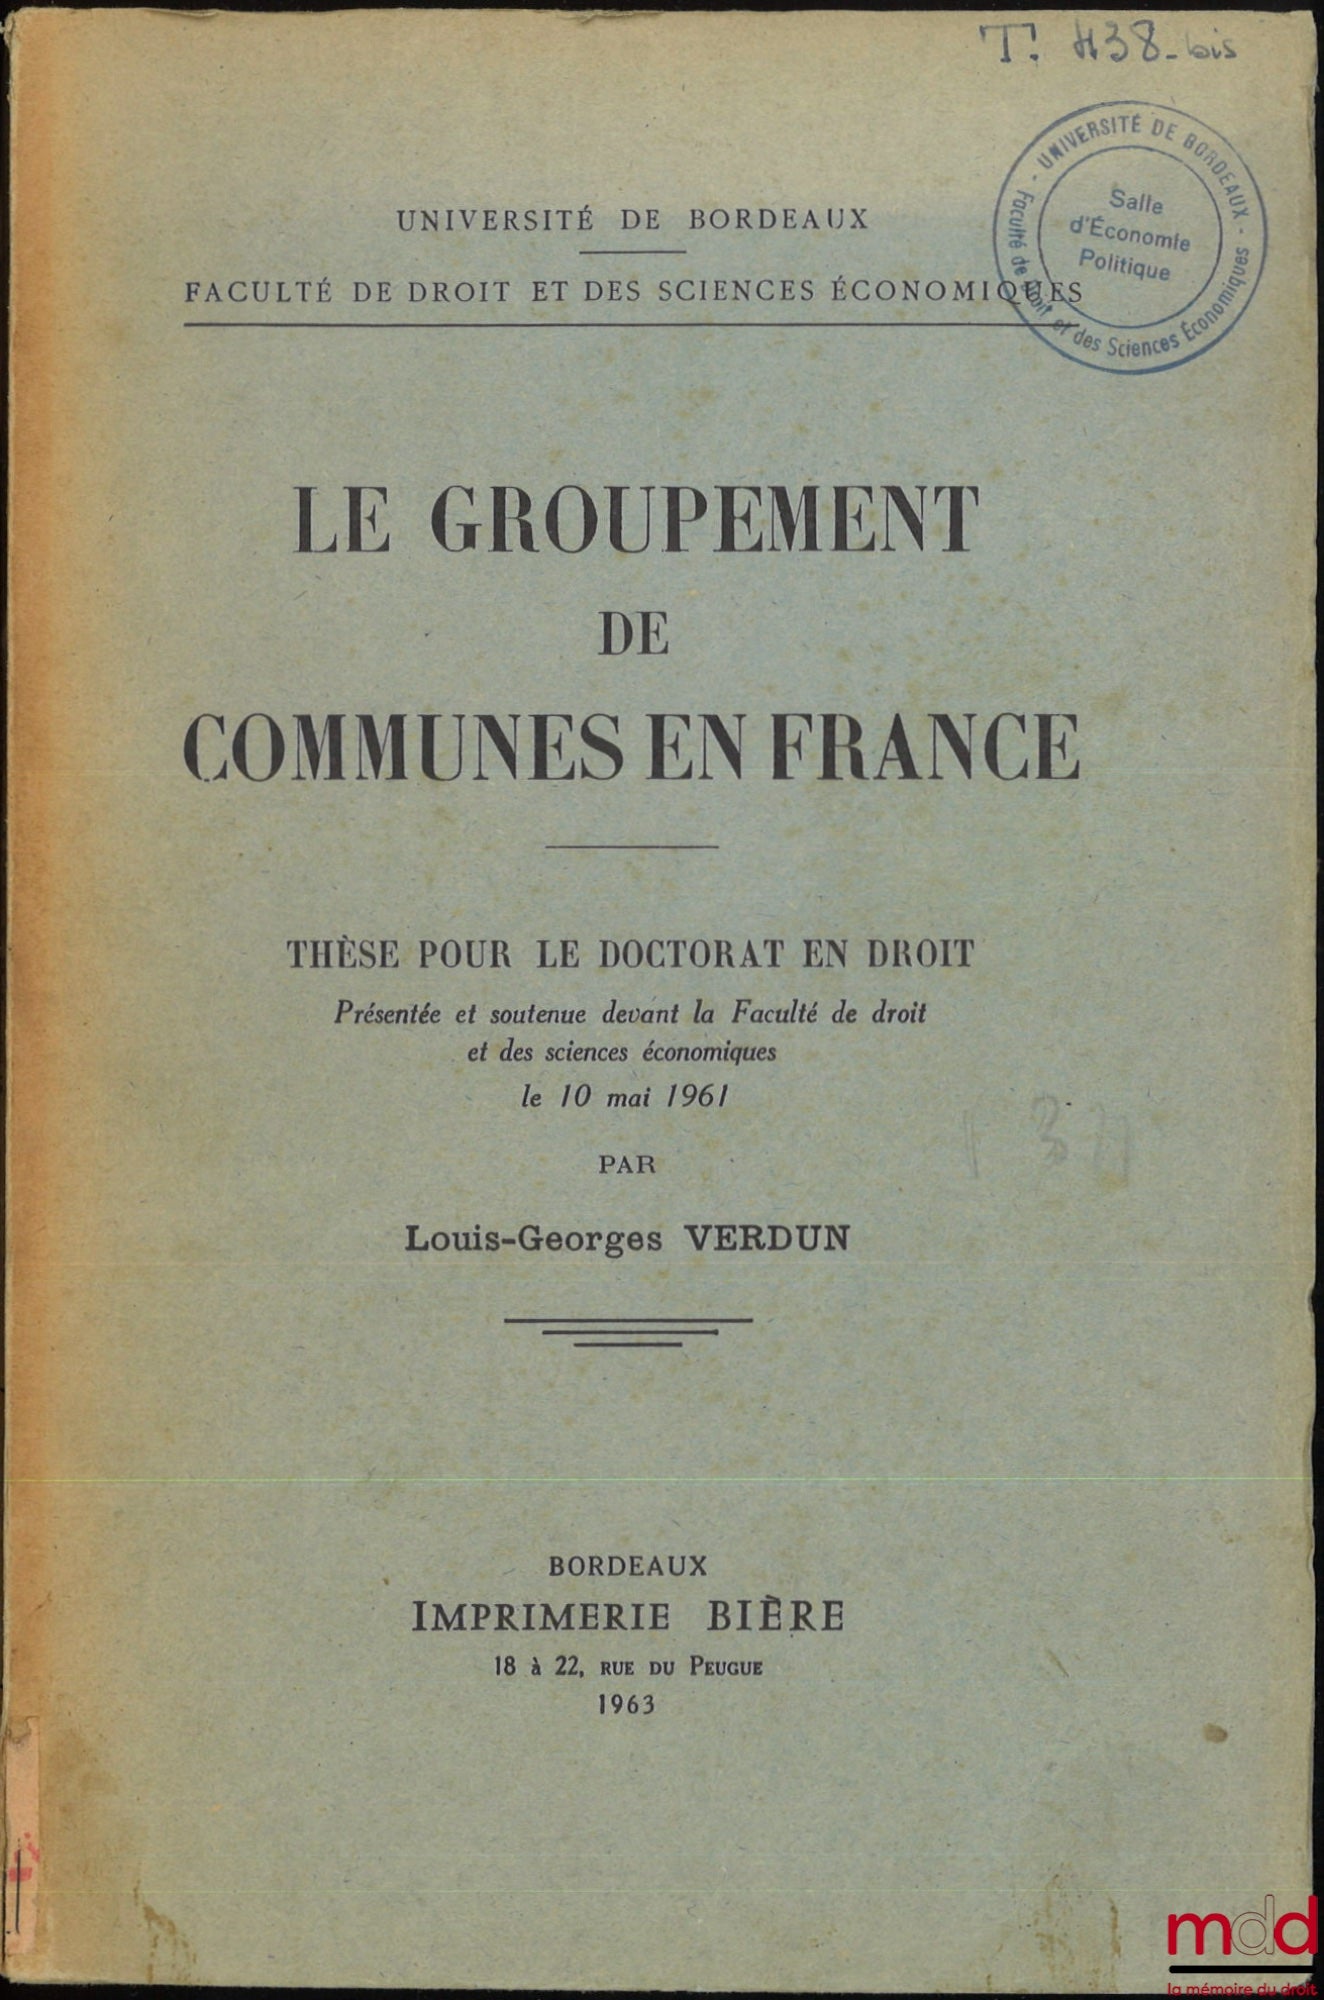 T. 438-bis
- UNIVERSITÉ DE BORDEAUX -
Faculté de Droit et des Sciences Économiques
Salle
d'Économie
Politique
UNIVERSITÉ DE BORDEAUX
FACULTÉ DE DROIT ET DES SCIENCES ÉCONOMIQUES
LE GROUPEMENT
DE
COMMUNES EN FRANCE
THÈSE POUR LE DOCTORAT EN DROIT
Présentée et soutenue devant la Faculté de droit
et des sciences économiques
le 10 mai 1961
PAR
Louis-Georges VERDUN
BORDEAUX
IMPRIMERIE BIÈRE
18 à 22, RUE DU PEUGUE
1963
mdd
la mémoire du droit